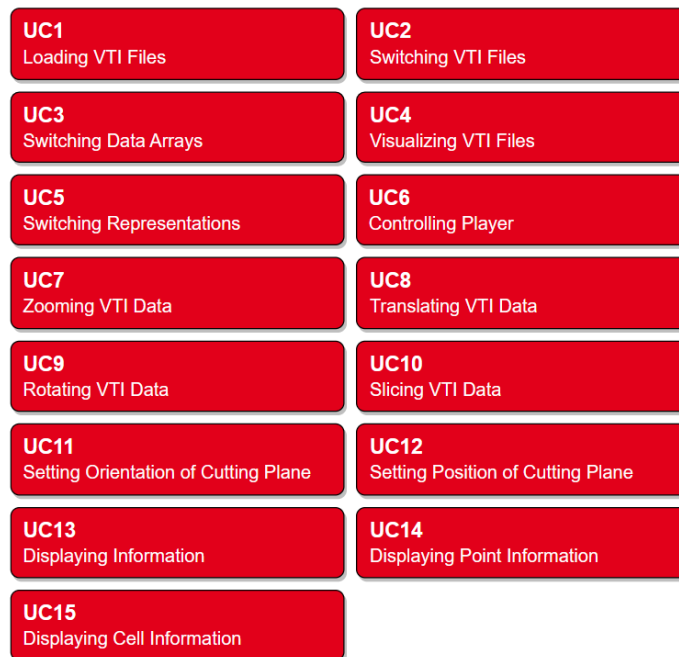 UC1
Loading VTI Files
UC2
Switching VTI Files
UC3
Switching Data Arrays
UC4
Visualizing VTI Files
UC5
Switching Representations
UC6
Controlling Player
UC7
Zooming VTI Data
UC8
Translating VTI Data
UC9
Rotating VTI Data
UC10
Slicing VTI Data
UC11
Setting Orientation of Cutting Plane
UC12
Setting Position of Cutting Plane
UC13
Displaying Information
UC14
Displaying Point Information
UC15
Displaying Cell Information